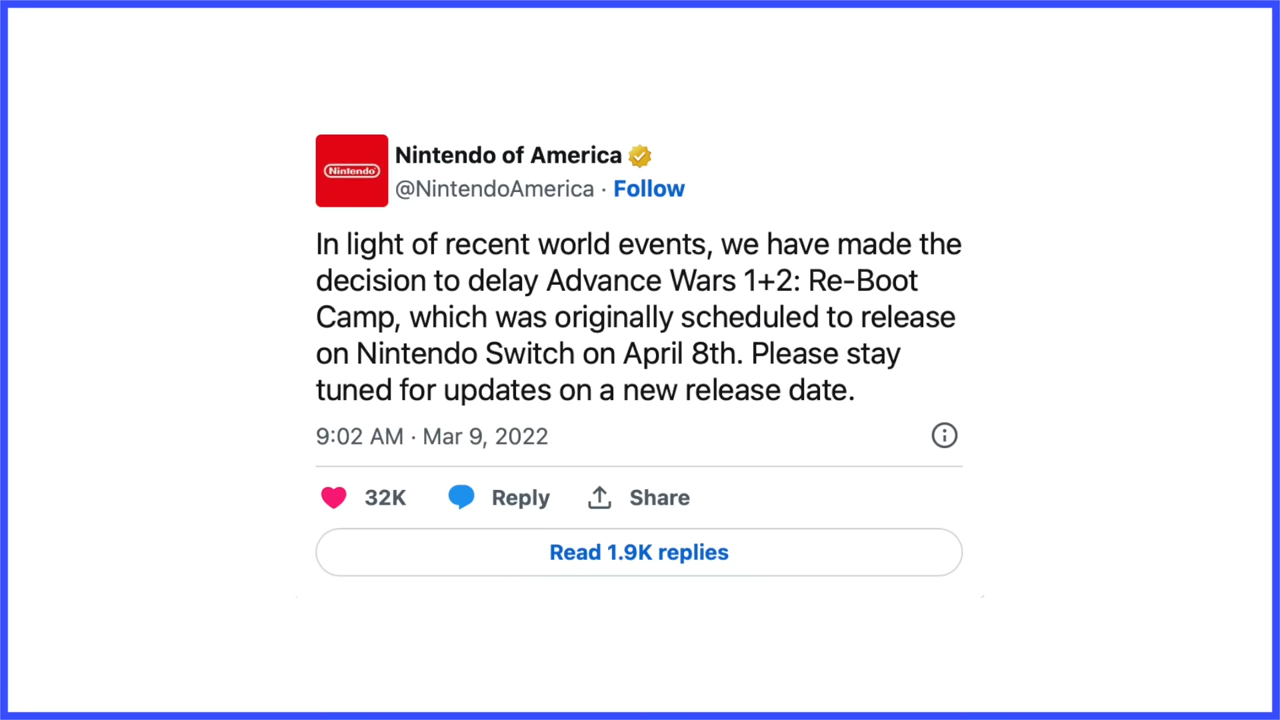 Nintendo
Nintendo of America
@NintendoAmerica · Follow
In light of recent world events, we have made the
decision to delay Advance Wars 1+2: Re-Boot
Camp, which was originally scheduled to release
on Nintendo Switch on April 8th. Please stay
tuned for updates on a new release date.
9:02 AM · Mar 9, 2022
32K Reply Share
Read 1.9K replies